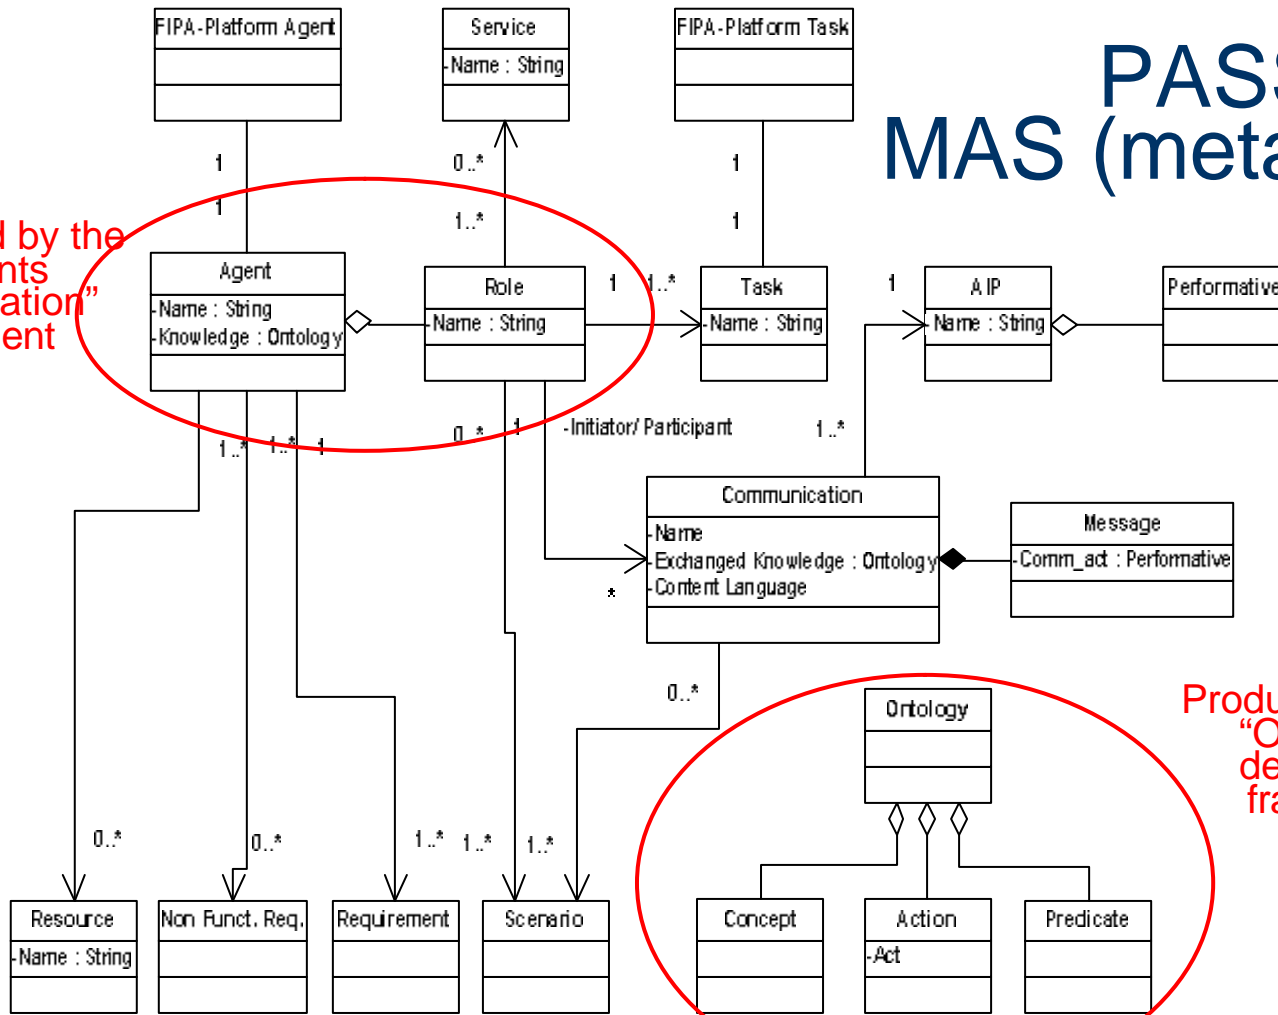 FIPA-Platform Agent
Service
-Name : String
FIPA-Platform Task
PASS
MAS (meta
1
1
0..*
1..*
1
1
d by the
nts
ation”
ent
Agent
-Name : String
-Knowledge : Ontology
Role
-Name : String
1
1..*
Task
-Name : String
1
AIP
-Name : String
Performative
1..*
1..*
1
0..*
1
-Initiator/ Participant
1..*
Communication
-Name
-Exchanged Knowledge : Ontology
-Content Language
*
Message
-Comm_act : Performative
0..*
Ontology
Produ
“O
de
fra
0..*
0..*
1..*
1..*
1..*
Resource
-Name : String
Non Funct. Req.
Requirement
Scenario
Concept
Action
-Act
Predicate